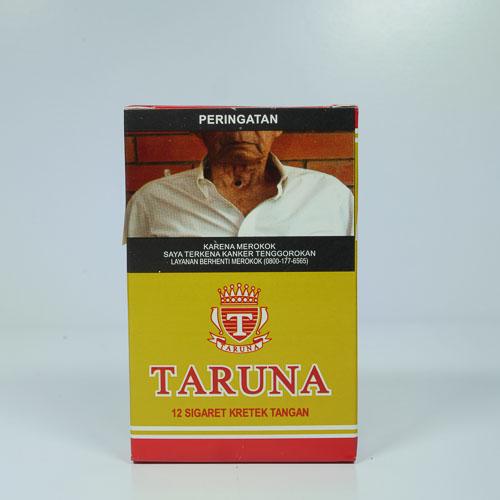 PERINGATAN
KARENA MEROKOK
SAYA TERKENA KANKER TENGGOROKAN
LAYANAN BERHENTI MEROKOK (0800-177-6565)
T
TARUNA
TARUNA
12 SIGARET KRETEK TANGAN